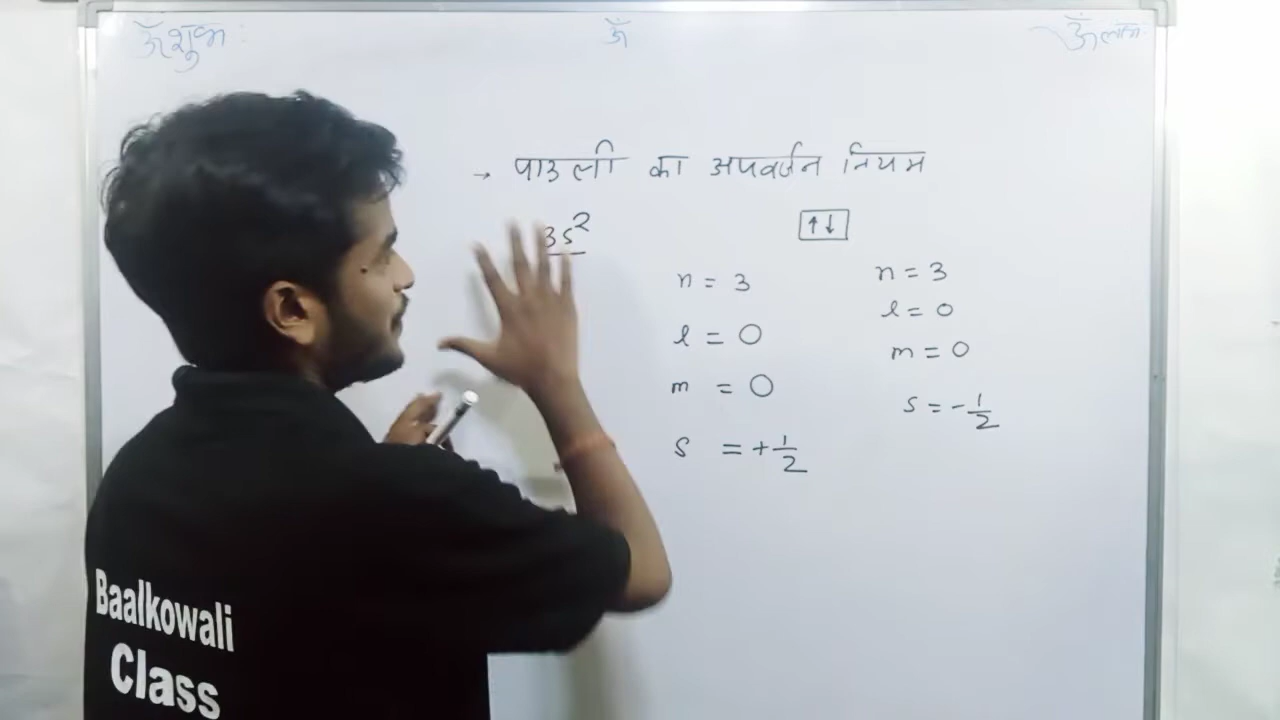 ॐ शुभ ॐ ॐ लाभ
→ पाउली का अपवर्जन नियम
3s² ↑↓
n = 3 n = 3
l = 0 l = 0
m = 0 m = 0
s = +1/2 s = -1/2
Baalkowali
Class